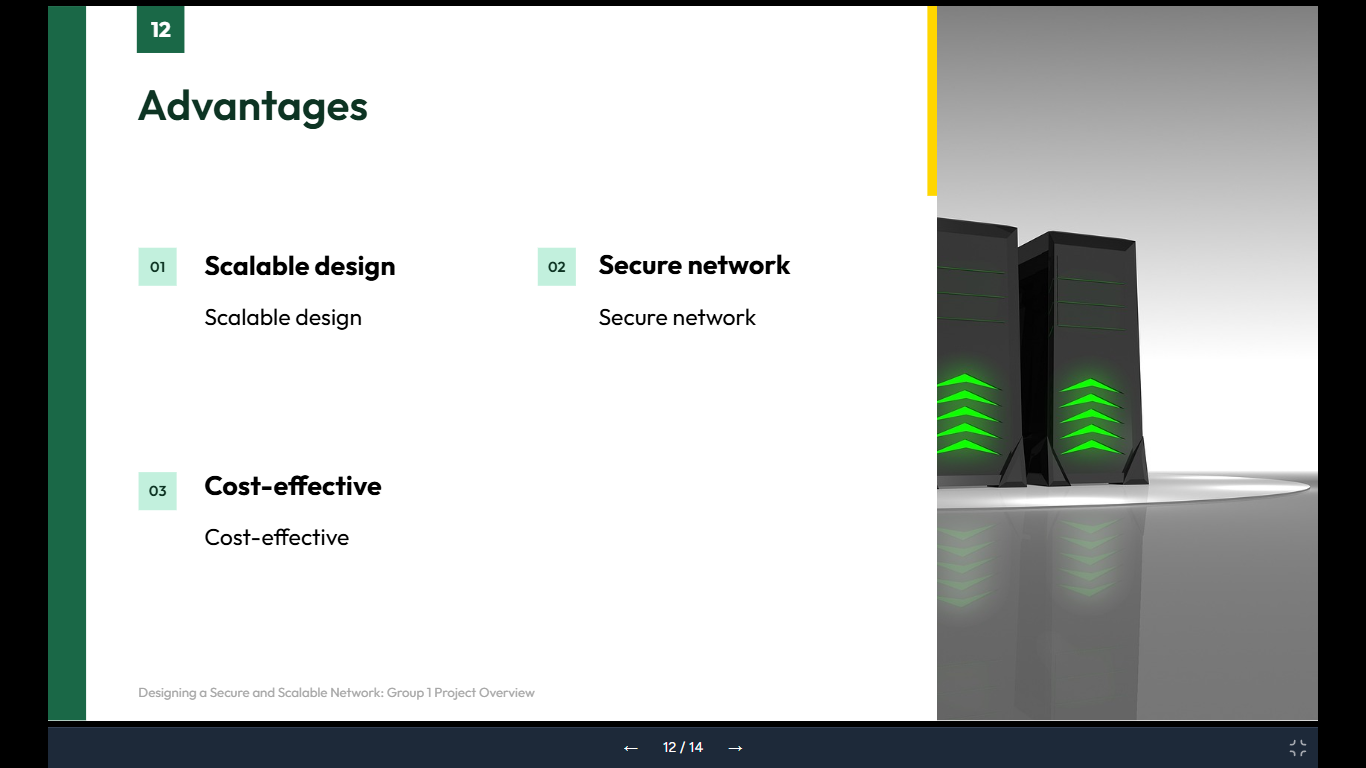 12
Advantages
01
Scalable design
Scalable design
02
Secure network
Secure network
03
Cost-effective
Cost-effective
Designing a Secure and Scalable Network: Group 1 Project Overview
← 12 / 14 →